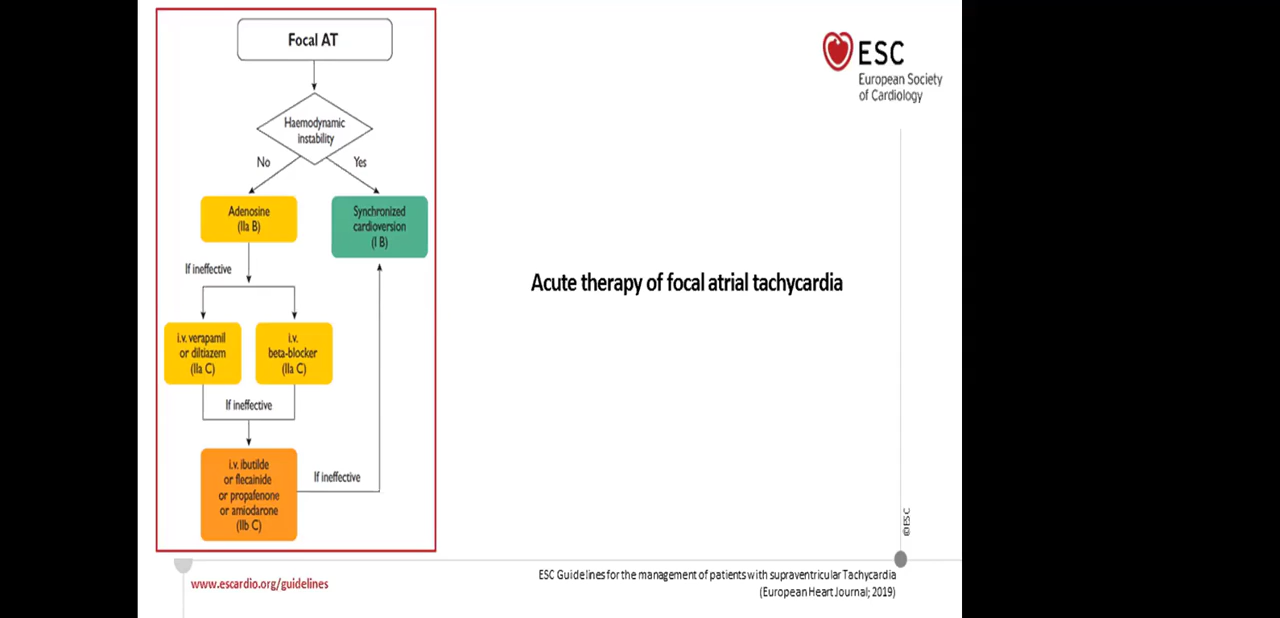 Focal AT
Haemodynamic
instability
No
Yes
Adenosine
(IIa B)
Synchronized
cardioversion
(I B)
If ineffective
i.v. verapamil
or diltiazem
(IIa C)
i.v.
beta-blocker
(IIa C)
If ineffective
i.v. ibutilde
or flecainide
or propafenone
or amiodarone
(IIb C)
If ineffective
ESC
European Society
of Cardiology
Acute therapy of focal atrial tachycardia
©ESC
www.escardio.org/guidelines
ESC Guidelines for the management of patients with supraventricular Tachycardia
(European Heart Journal; 2019)